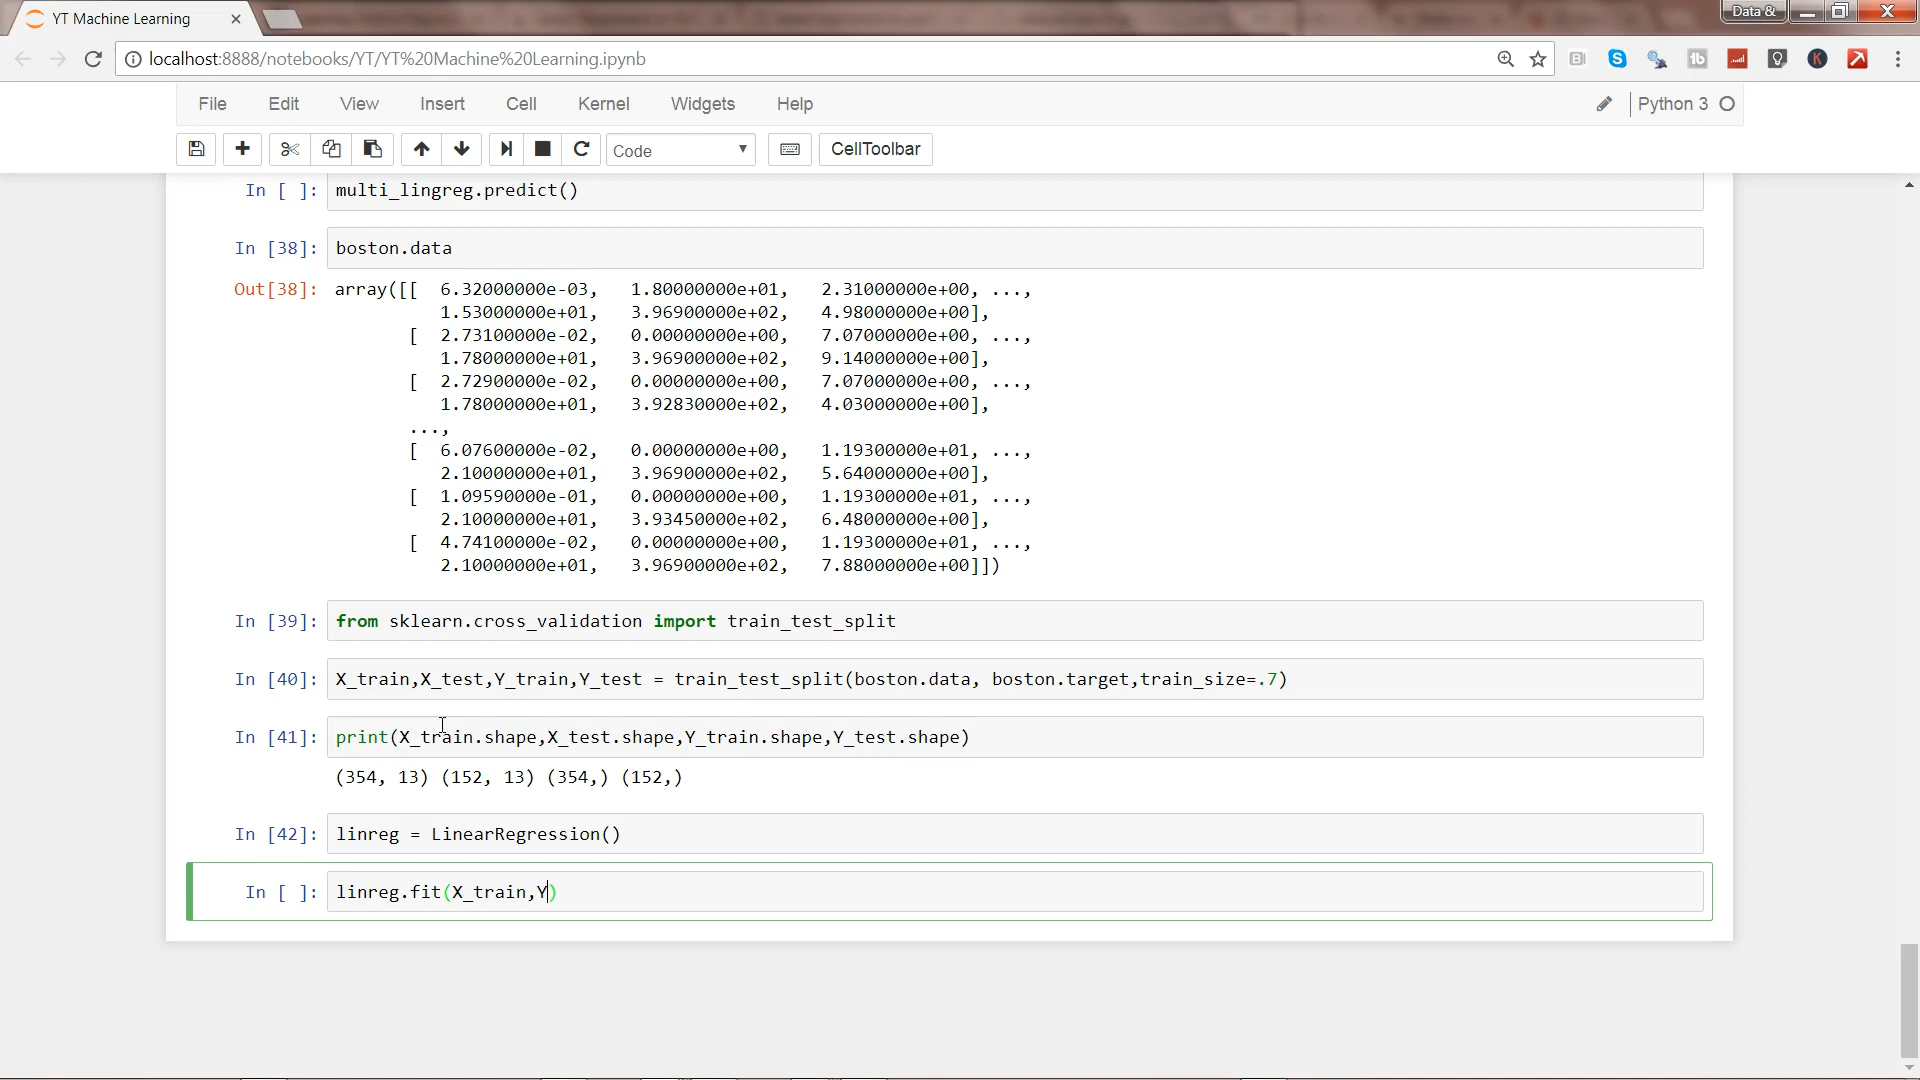 YT Machine Learning
Data &
localhost:8888/notebooks/YT/YT%20Machine%20Learning.ipynb
File Edit View Insert Cell Kernel Widgets Help Python 3
Code CellToolbar
In [ ]: multi_lingreg.predict()
In [38]: boston.data
Out[38]: array([[ 6.32000000e-03, 1.80000000e+01, 2.31000000e+00, ...,
1.53000000e+01, 3.96900000e+02, 4.98000000e+00],
[ 2.73100000e-02, 0.00000000e+00, 7.07000000e+00, ...,
1.78000000e+01, 3.96900000e+02, 9.14000000e+00],
[ 2.72900000e-02, 0.00000000e+00, 7.07000000e+00, ...,
1.78000000e+01, 3.92830000e+02, 4.03000000e+00],
...,
[ 6.07600000e-02, 0.00000000e+00, 1.19300000e+01, ...,
2.10000000e+01, 3.96900000e+02, 5.64000000e+00],
[ 1.09590000e-01, 0.00000000e+00, 1.19300000e+01, ...,
2.10000000e+01, 3.93450000e+02, 6.48000000e+00],
[ 4.74100000e-02, 0.00000000e+00, 1.19300000e+01, ...,
2.10000000e+01, 3.96900000e+02, 7.88000000e+00]])
In [39]: from sklearn.cross_validation import train_test_split
In [40]: X_train,X_test,Y_train,Y_test = train_test_split(boston.data, boston.target,train_size=.7)
In [41]: print(X_train.shape,X_test.shape,Y_train.shape,Y_test.shape)
(354, 13) (152, 13) (354,) (152,)
In [42]: linreg = LinearRegression()
In [ ]: linreg.fit(X_train,Y)